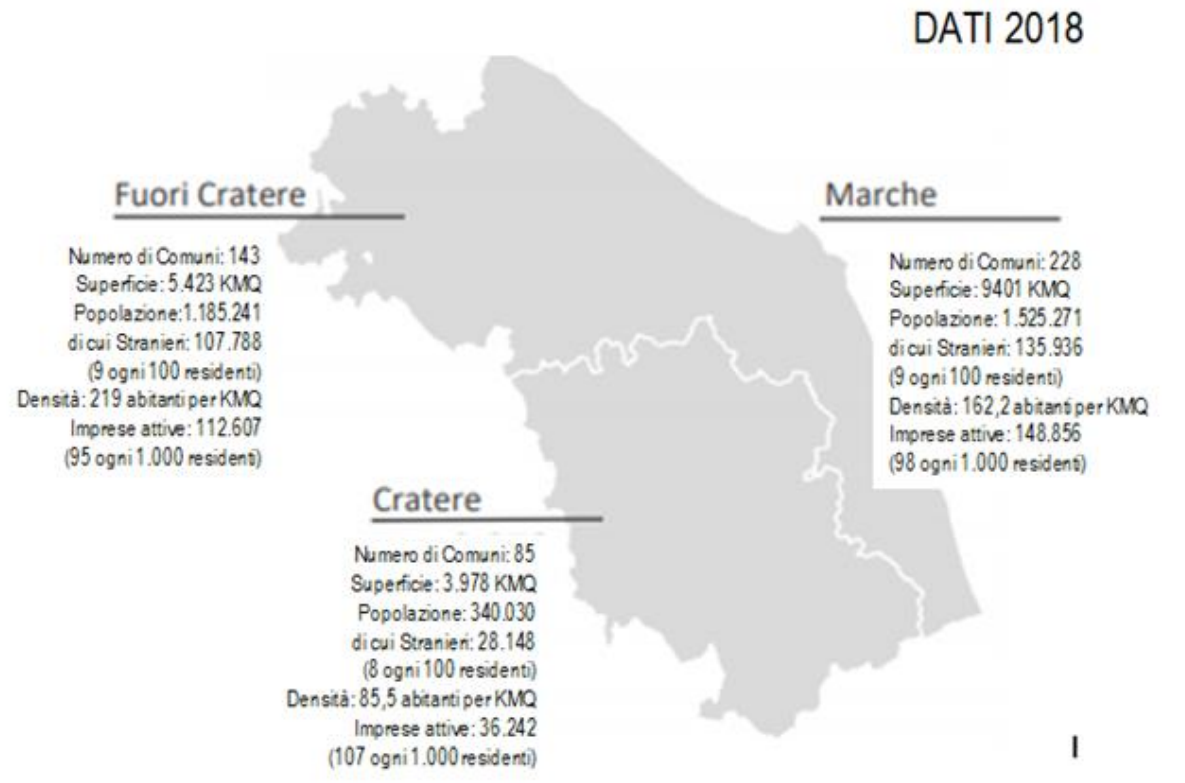 DATI 2018
Fuori Cratere
Numero di Comuni: 143
Superficie: 5.423 KMQ
Popolazione:1.185.241
di cui Stranieri: 107.788
(9 ogni 100 residenti)
Densità: 219 abitanti per KMQ
Imprese attive: 112.607
(95 ogni 1.000 residenti)
Marche
Numero di Comuni: 228
Superficie: 9401 KMQ
Popolazione: 1.525.271
di cui Stranieri: 135.936
(9 ogni 100 residenti)
Densità: 162,2 abitanti per KMQ
Imprese attive: 148.856
(98 ogni 1.000 residenti)
Cratere
Numero di Comuni: 85
Superficie: 3.978 KMQ
Popolazione: 340.030
di cui Stranieri: 28.148
(8 ogni 100 residenti)
Densità: 85,5 abitanti per KMQ
Imprese attive: 36.242
(107 ogni 1.000 residenti)
I